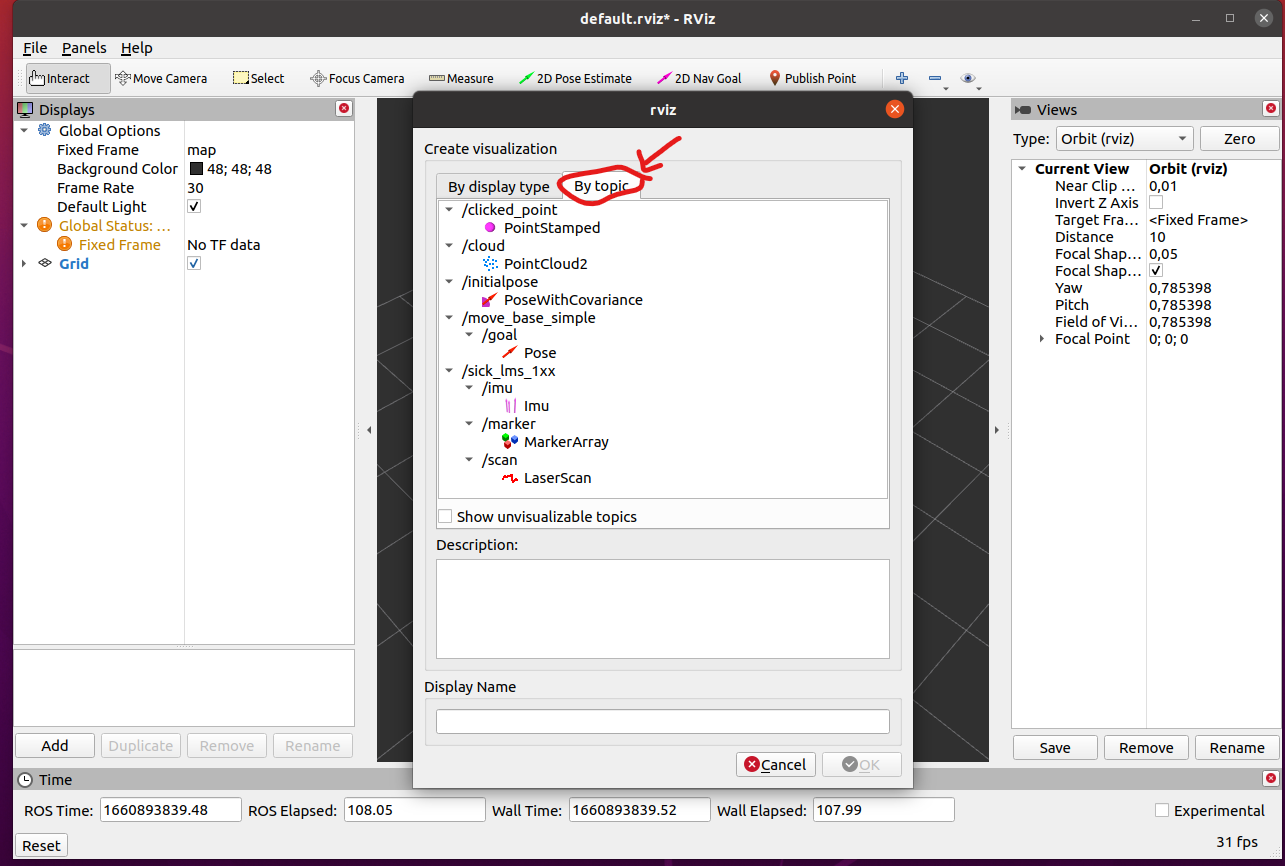 default.rviz* - RViz
File Panels Help
Interact Move Camera Select Focus Camera Measure 2D Pose Estimate 2D Nav Goal Publish Point
Displays
Global Options
Fixed Frame map
Background Color 48; 48; 48
Frame Rate 30
Default Light
Global Status: ...
Fixed Frame No TF data
Grid
Add Duplicate Remove Rename
rviz
Create visualization
By display type By topic
/clicked_point
PointStamped
/cloud
PointCloud2
/initialpose
PoseWithCovariance
/move_base_simple
/goal
Pose
/sick_lms_1xx
/imu
Imu
/marker
MarkerArray
/scan
LaserScan
Show unvisualizable topics
Description:
Display Name
Cancel OK
Views
Type: Orbit (rviz) Zero
Current View Orbit (rviz)
Near Clip ... 0,01
Invert Z Axis
Target Fra... <Fixed Frame>
Distance 10
Focal Shap... 0,05
Focal Shap...
Yaw 0,785398
Pitch 0,785398
Field of Vi... 0,785398
Focal Point 0; 0; 0
Save Remove Rename
Time
ROS Time: 1660893839.48 ROS Elapsed: 108.05 Wall Time: 1660893839.52 Wall Elapsed: 107.99 Experimental
Reset 31 fps